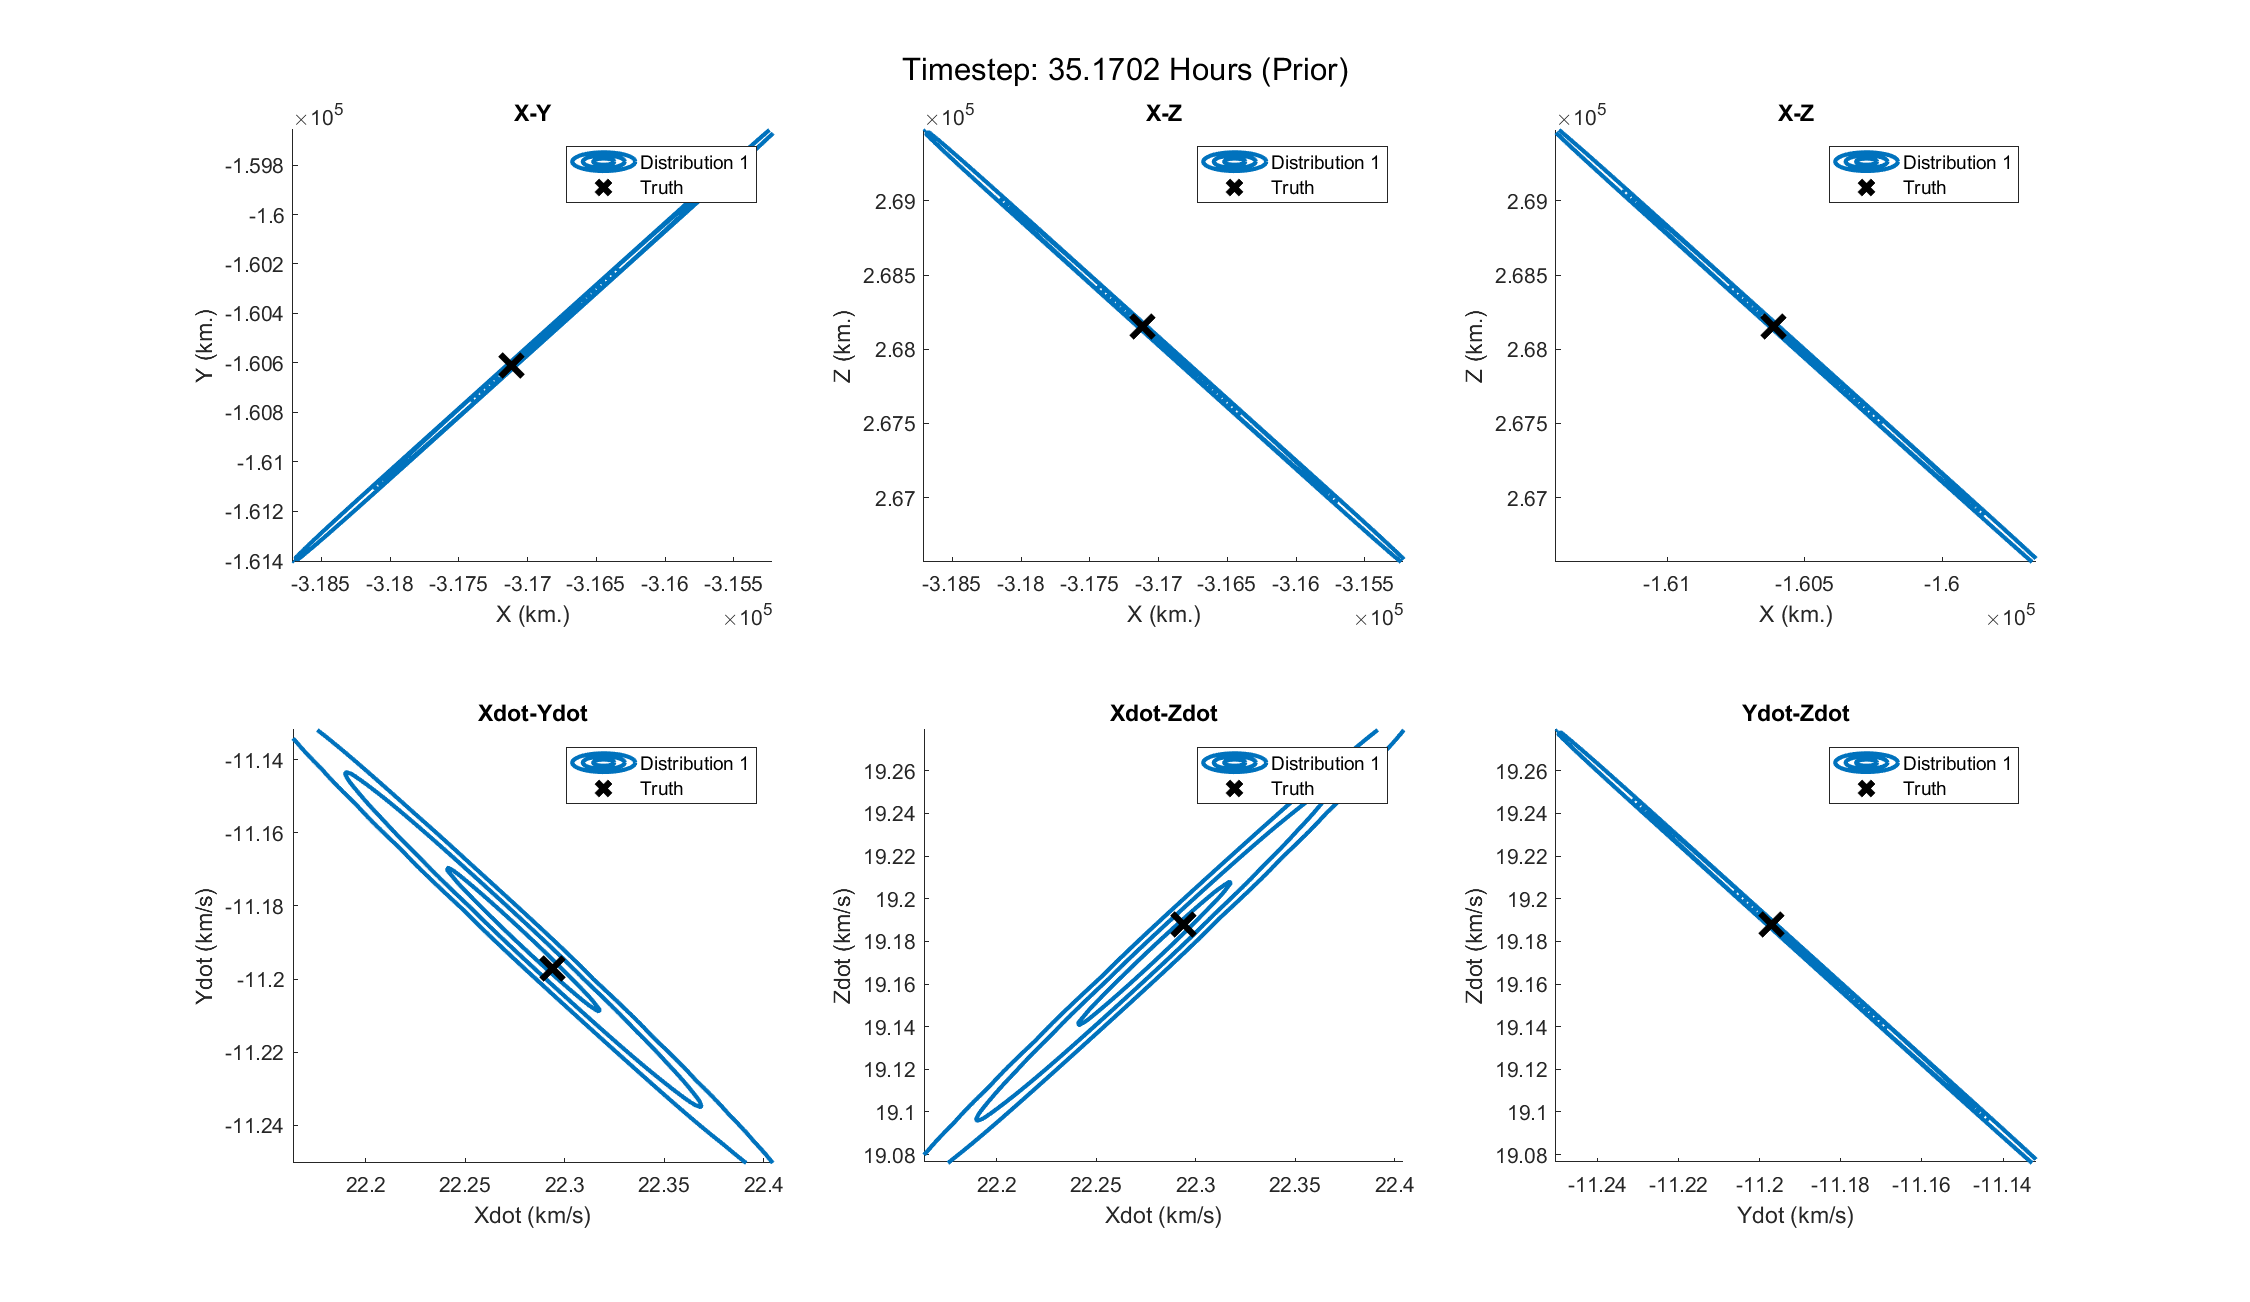 Timestep: 35.1702 Hours (Prior)
X-Y
×10^5
-1.598
-1.6
-1.602
-1.604
-1.606
-1.608
-1.61
-1.612
-1.614
Y (km.)
Distribution 1
Truth
-3.185 -3.18 -3.175 -3.17 -3.165 -3.16 -3.155
X (km.)
×10^5
X-Z
×10^5
2.69
2.685
2.68
2.675
2.67
Z (km.)
Distribution 1
Truth
-3.185 -3.18 -3.175 -3.17 -3.165 -3.16 -3.155
X (km.)
×10^5
X-Z
×10^5
2.69
2.685
2.68
2.675
2.67
Z (km.)
Distribution 1
Truth
-1.61 -1.605 -1.6
X (km.)
×10^5
Xdot-Ydot
-11.14
-11.16
-11.18
-11.2
-11.22
-11.24
Ydot (km/s)
Distribution 1
Truth
22.2 22.25 22.3 22.35 22.4
Xdot (km/s)
Xdot-Zdot
19.26
19.24
19.22
19.2
19.18
19.16
19.14
19.12
19.1
19.08
Zdot (km/s)
Distribution 1
Truth
22.2 22.25 22.3 22.35 22.4
Xdot (km/s)
Ydot-Zdot
19.26
19.24
19.22
19.2
19.18
19.16
19.14
19.12
19.1
19.08
Zdot (km/s)
Distribution 1
Truth
-11.24 -11.22 -11.2 -11.18 -11.16 -11.14
Ydot (km/s)